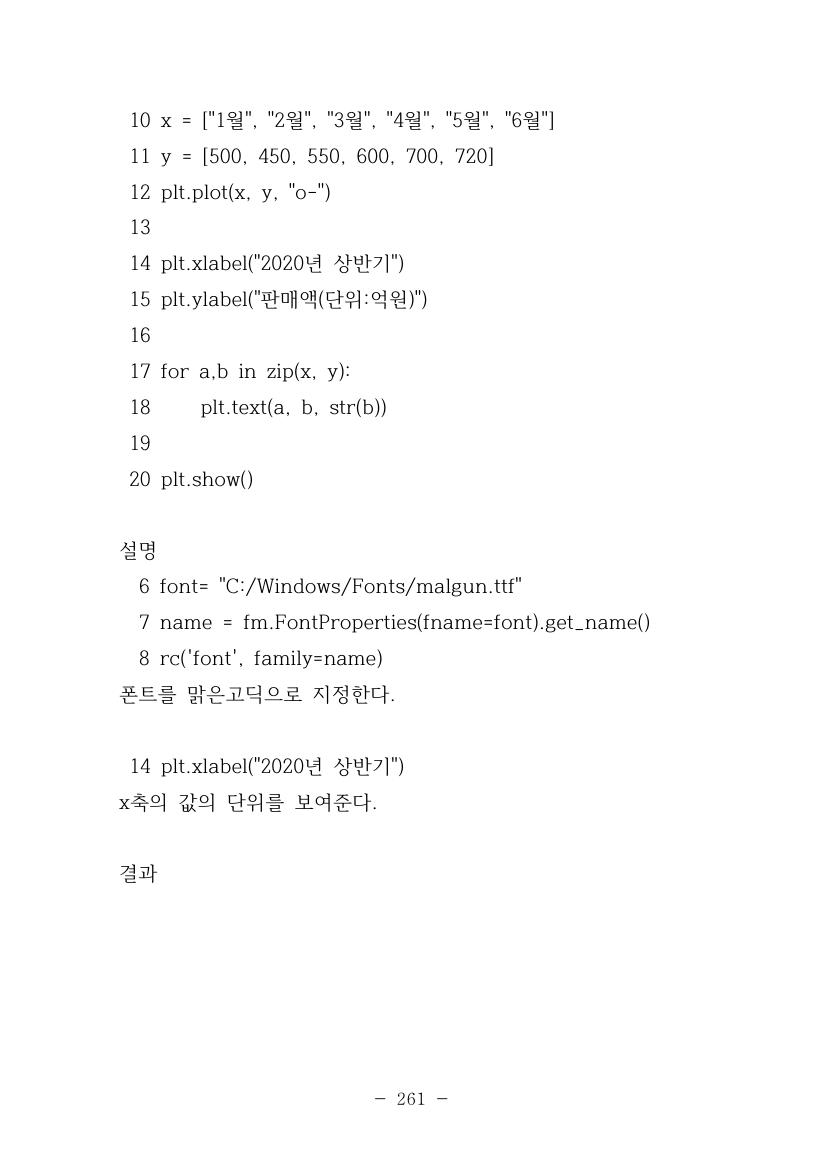 10 x = ["1월", "2월", "3월", "4월", "5월", "6월"]
11 y = [500, 450, 550, 600, 700, 720]
12 plt.plot(x, y, "o-")
13
14 plt.xlabel("2020년 상반기")
15 plt.ylabel("판매액(단위:억원)")
16
17 for a,b in zip(x, y):
18     plt.text(a, b, str(b))
19
20 plt.show()
설명
6 font= "C:/Windows/Fonts/malgun.ttf"
7 name = fm.FontProperties(fname=font).get_name()
8 rc('font', family=name)
폰트를 맑은고딕으로 지정한다.
14 plt.xlabel("2020년 상반기")
x축의 값의 단위를 보여준다.
결과
- 261 -